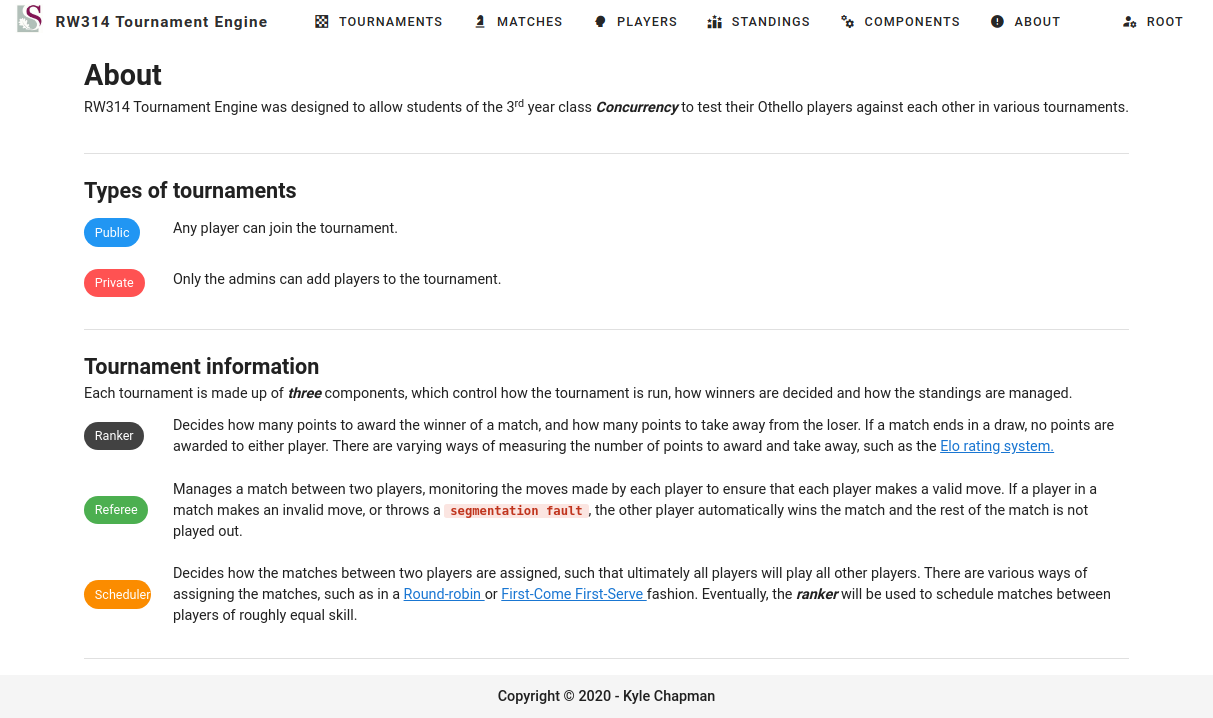 RW314 Tournament Engine TOURNAMENTS MATCHES PLAYERS STANDINGS COMPONENTS ABOUT ROOT
About
RW314 Tournament Engine was designed to allow students of the 3rd year class Concurrency to test their Othello players against each other in various tournaments.
Types of tournaments
Public Any player can join the tournament.
Private Only the admins can add players to the tournament.
Tournament information
Each tournament is made up of three components, which control how the tournament is run, how winners are decided and how the standings are managed.
Ranker
Decides how many points to award the winner of a match, and how many points to take away from the loser. If a match ends in a draw, no points are
awarded to either player. There are varying ways of measuring the number of points to award and take away, such as the Elo rating system.
Referee
Manages a match between two players, monitoring the moves made by each player to ensure that each player makes a valid move. If a player in a
match makes an invalid move, or throws a segmentation fault, the other player automatically wins the match and the rest of the match is not
played out.
Scheduler
Decides how the matches between two players are assigned, such that ultimately all players will play all other players. There are various ways of
assigning the matches, such as in a Round-robin or First-Come First-Serve fashion. Eventually, the ranker will be used to schedule matches between
players of roughly equal skill.
Copyright © 2020 - Kyle Chapman